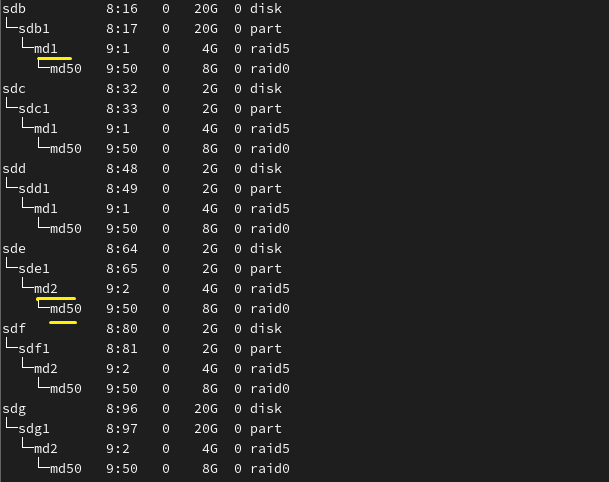 sdb 8:16 0 20G 0 disk
└─sdb1 8:17 0 20G 0 part
└─md1 9:1 0 4G 0 raid5
└─md50 9:50 0 8G 0 raid0
sdc 8:32 0 2G 0 disk
└─sdc1 8:33 0 2G 0 part
└─md1 9:1 0 4G 0 raid5
└─md50 9:50 0 8G 0 raid0
sdd 8:48 0 2G 0 disk
└─sdd1 8:49 0 2G 0 part
└─md1 9:1 0 4G 0 raid5
└─md50 9:50 0 8G 0 raid0
sde 8:64 0 2G 0 disk
└─sde1 8:65 0 2G 0 part
└─md2 9:2 0 4G 0 raid5
└─md50 9:50 0 8G 0 raid0
sdf 8:80 0 2G 0 disk
└─sdf1 8:81 0 2G 0 part
└─md2 9:2 0 4G 0 raid5
└─md50 9:50 0 8G 0 raid0
sdg 8:96 0 20G 0 disk
└─sdg1 8:97 0 20G 0 part
└─md2 9:2 0 4G 0 raid5
└─md50 9:50 0 8G 0 raid0